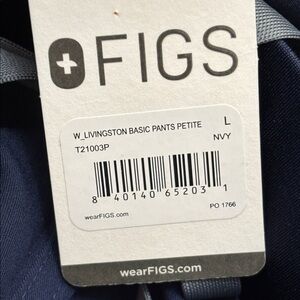 FIGS
W_LIVINGSTON BASIC PANTS PETITE L
T21003P NVY
8 40140 65203 1
wearFIGS.com PO 1766
wearFIGS.com